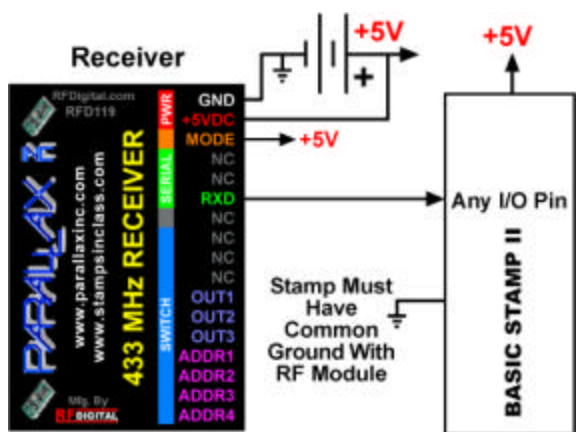 Receiver
+5V
+
+5V
RFDigital.com
RFD119
PARALLAX
www.parallaxinc.com
www.stampsinclass.com
433 MHz RECEIVER
Mfg. By
RF DIGITAL
PWR
SERIAL
SWITCH
GND
+5VDC
MODE
+5V
NC
NC
RXD
NC
NC
NC
NC
OUT1
OUT2
OUT3
ADDR1
ADDR2
ADDR3
ADDR4
Stamp Must
Have
Common
Ground With
RF Module
Any I/O Pin
BASIC STAMP II